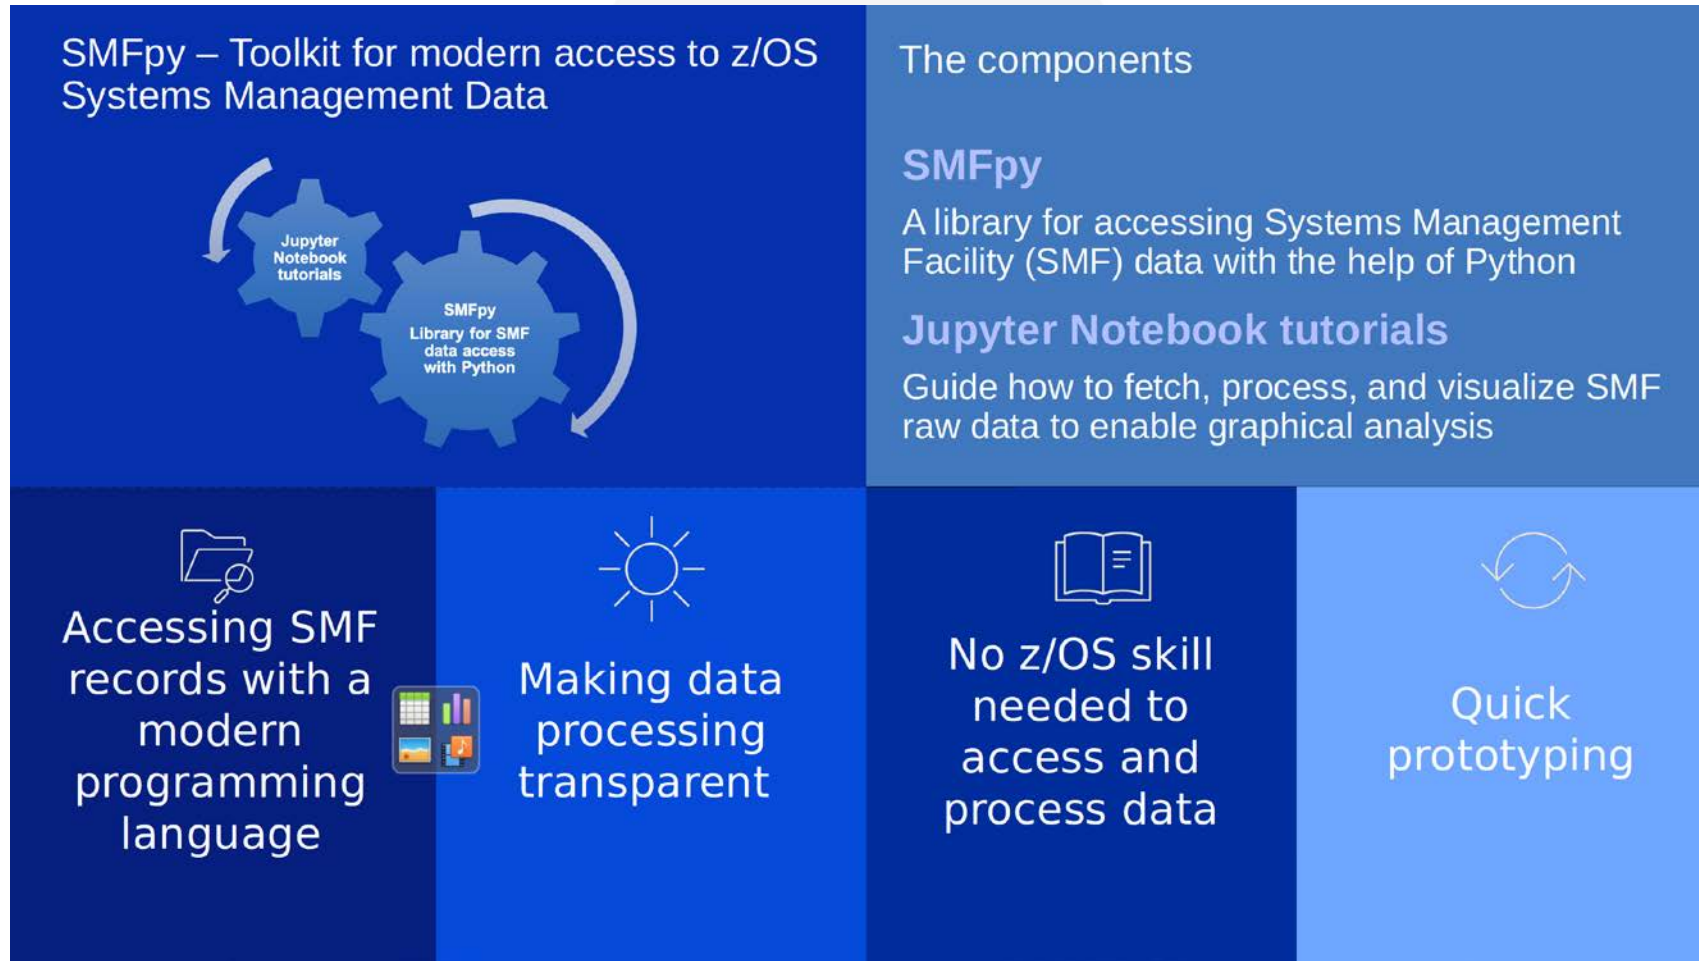 SMFpy – Toolkit for modern access to z/OS
Systems Management Data
Jupyter
Notebook
tutorials
SMFpy
Library for SMF
data access
with Python
The components
SMFpy
A library for accessing Systems Management
Facility (SMF) data with the help of Python
Jupyter Notebook tutorials
Guide how to fetch, process, and visualize SMF
raw data to enable graphical analysis
Accessing SMF
records with a
modern
programming
language
Making data
processing
transparent
No z/OS skill
needed to
access and
process data
Quick
prototyping